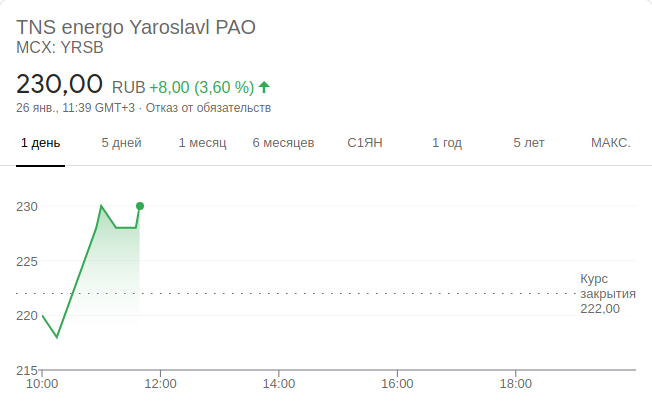 TNS energo Yaroslavl PAO
MCX: YRSB
230,00 RUB +8,00 (3,60 %)
26 янв., 11:39 GMT+3 · Отказ от обязательств
1 день 5 дней 1 месяц 6 месяцев С1ЯН 1 год 5 лет МАКС.
230
225
Курс
закрытия
222,00
220
215
10:00 12:00 14:00 16:00 18:00